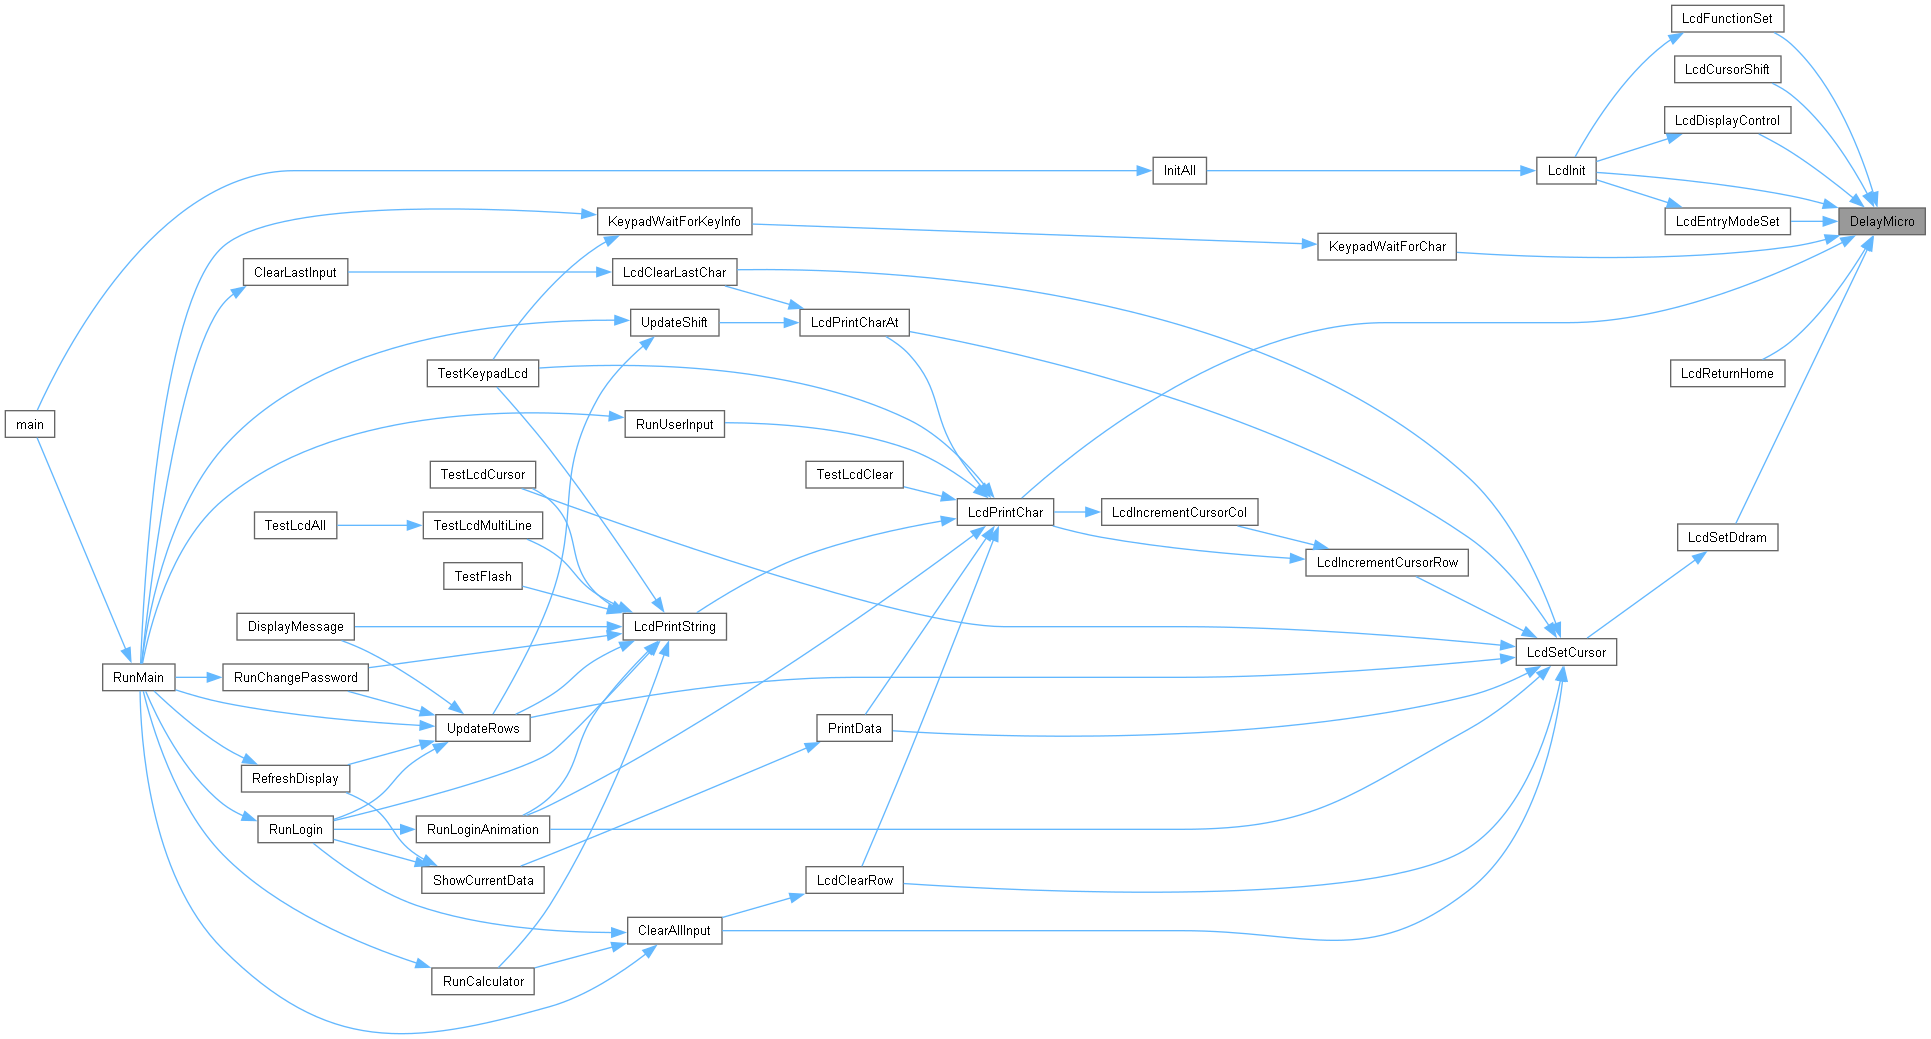 LcdFunctionSet
LcdCursorShift
LcdDisplayControl
InitAll
LcdInit
KeypadWaitForKeyInfo
LcdEntryModeSet
DelayMicro
KeypadWaitForChar
ClearLastInput
LcdClearLastChar
UpdateShift
LcdPrintCharAt
TestKeypadLcd
LcdReturnHome
main
RunUserInput
TestLcdCursor
TestLcdClear
LcdPrintChar
LcdIncrementCursorCol
TestLcdAll
TestLcdMultiLine
LcdSetDdram
LcdIncrementCursorRow
TestFlash
DisplayMessage
LcdPrintString
LcdSetCursor
RunMain
RunChangePassword
UpdateRows
PrintData
RefreshDisplay
RunLogin
RunLoginAnimation
ShowCurrentData
LcdClearRow
ClearAllInput
RunCalculator